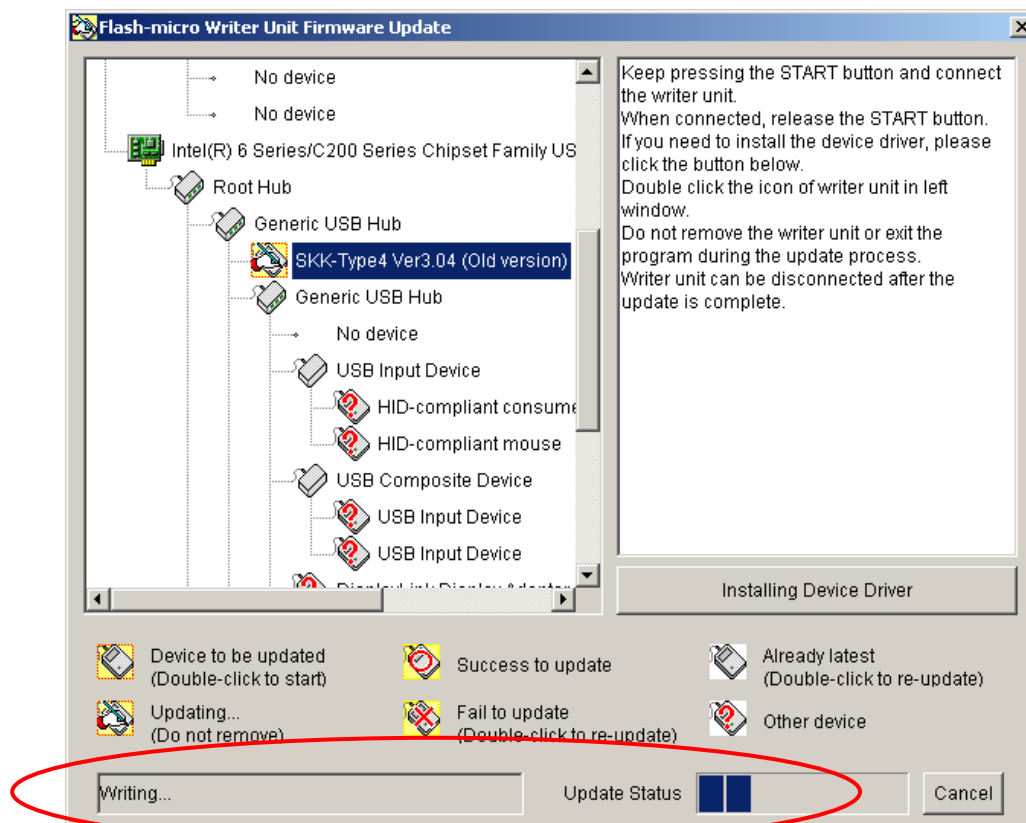 Flash-micro Writer Unit Firmware Update
No device
No device
Intel(R) 6 Series/C200 Series Chipset Family US
Root Hub
Generic USB Hub
SKK-Type4 Ver3.04 (Old version)
Generic USB Hub
No device
USB Input Device
HID-compliant consume
HID-compliant mouse
USB Composite Device
USB Input Device
USB Input Device
DisplayLink Display Adapter
Keep pressing the START button and connect
the writer unit.
When connected, release the START button.
If you need to install the device driver, please
click the button below.
Double click the icon of writer unit in left
window.
Do not remove the writer unit or exit the
program during the update process.
Writer unit can be disconnected after the
update is complete.
Installing Device Driver
Device to be updated
(Double-click to start)
Success to update
Already latest
(Double-click to re-update)
Updating...
(Do not remove)
Fail to update
(Double-click to re-update)
Other device
Writing...
Update Status
Cancel